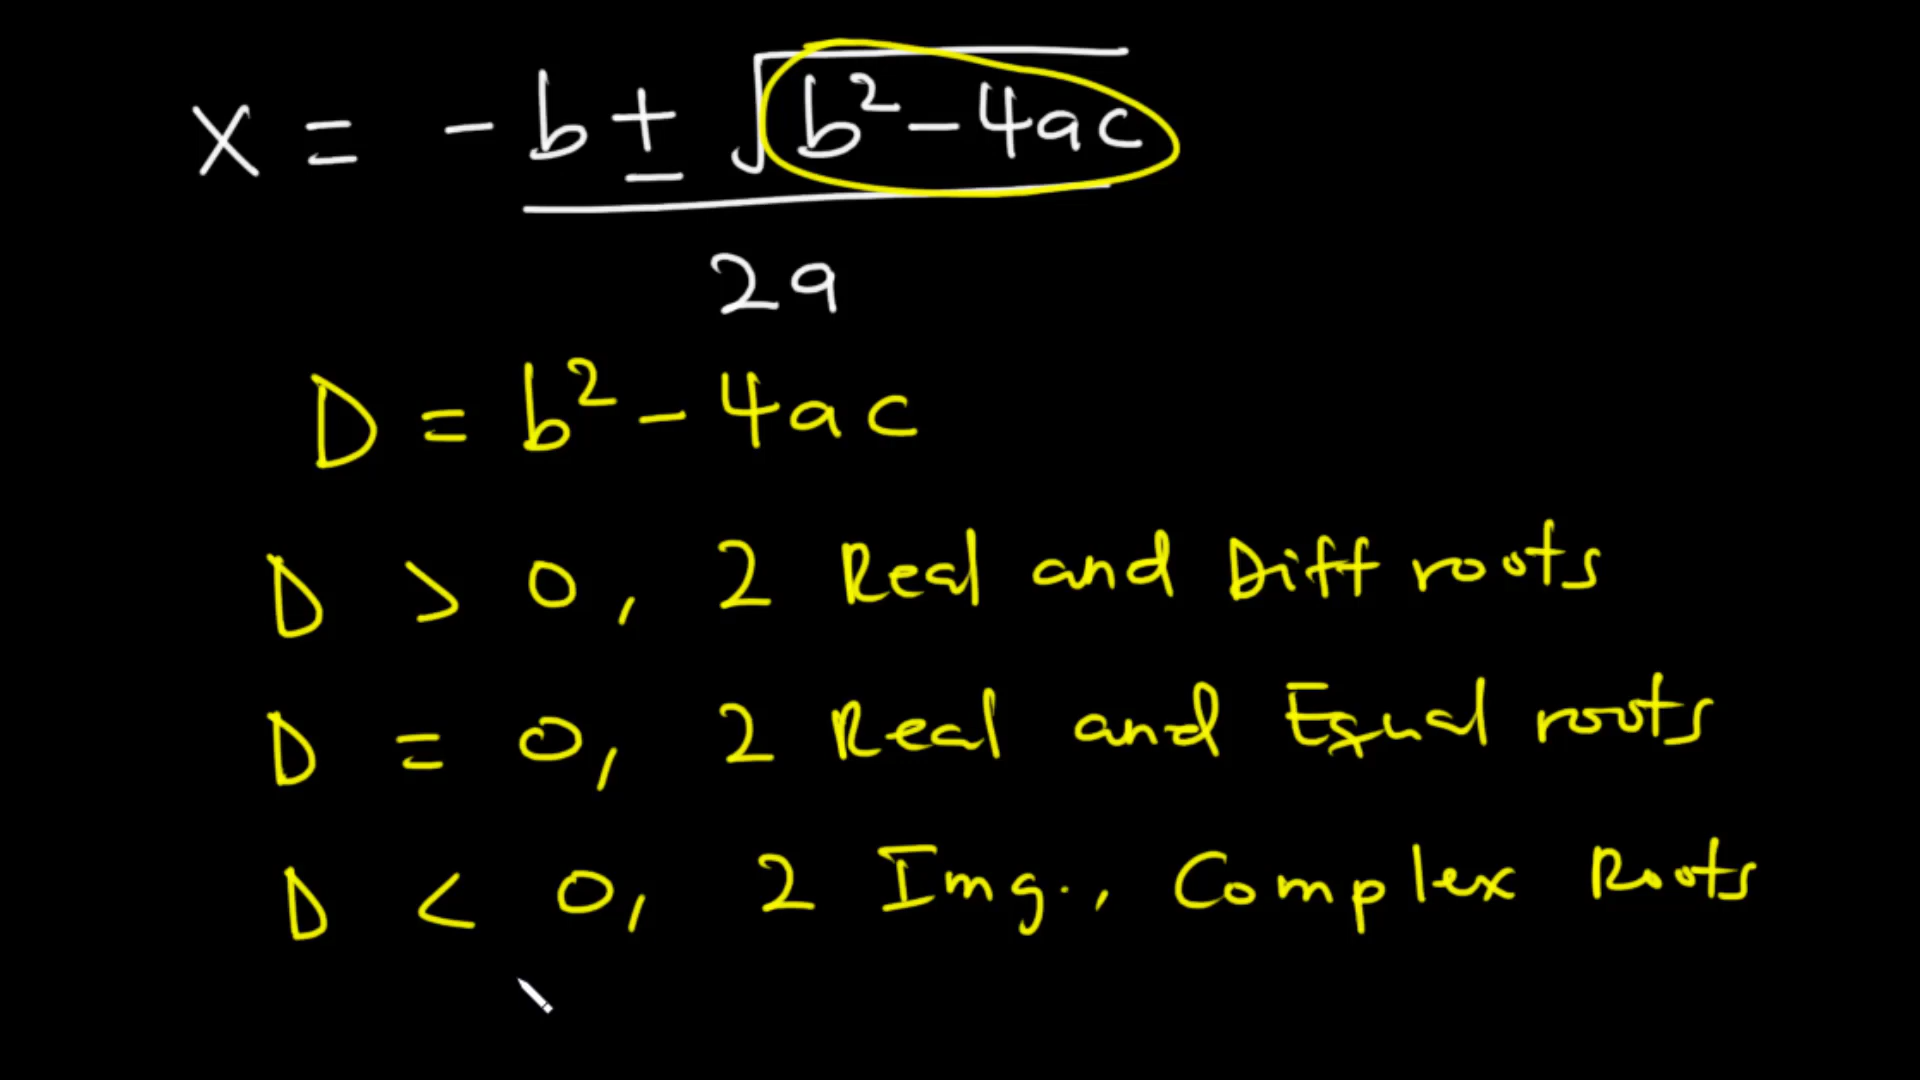 x = -b ± √b² - 4ac
2a
D = b² - 4ac
D > 0, 2 Real and Diff roots
D = 0, 2 Real and Equal roots
D < 0, 2 Img., Complex Roots